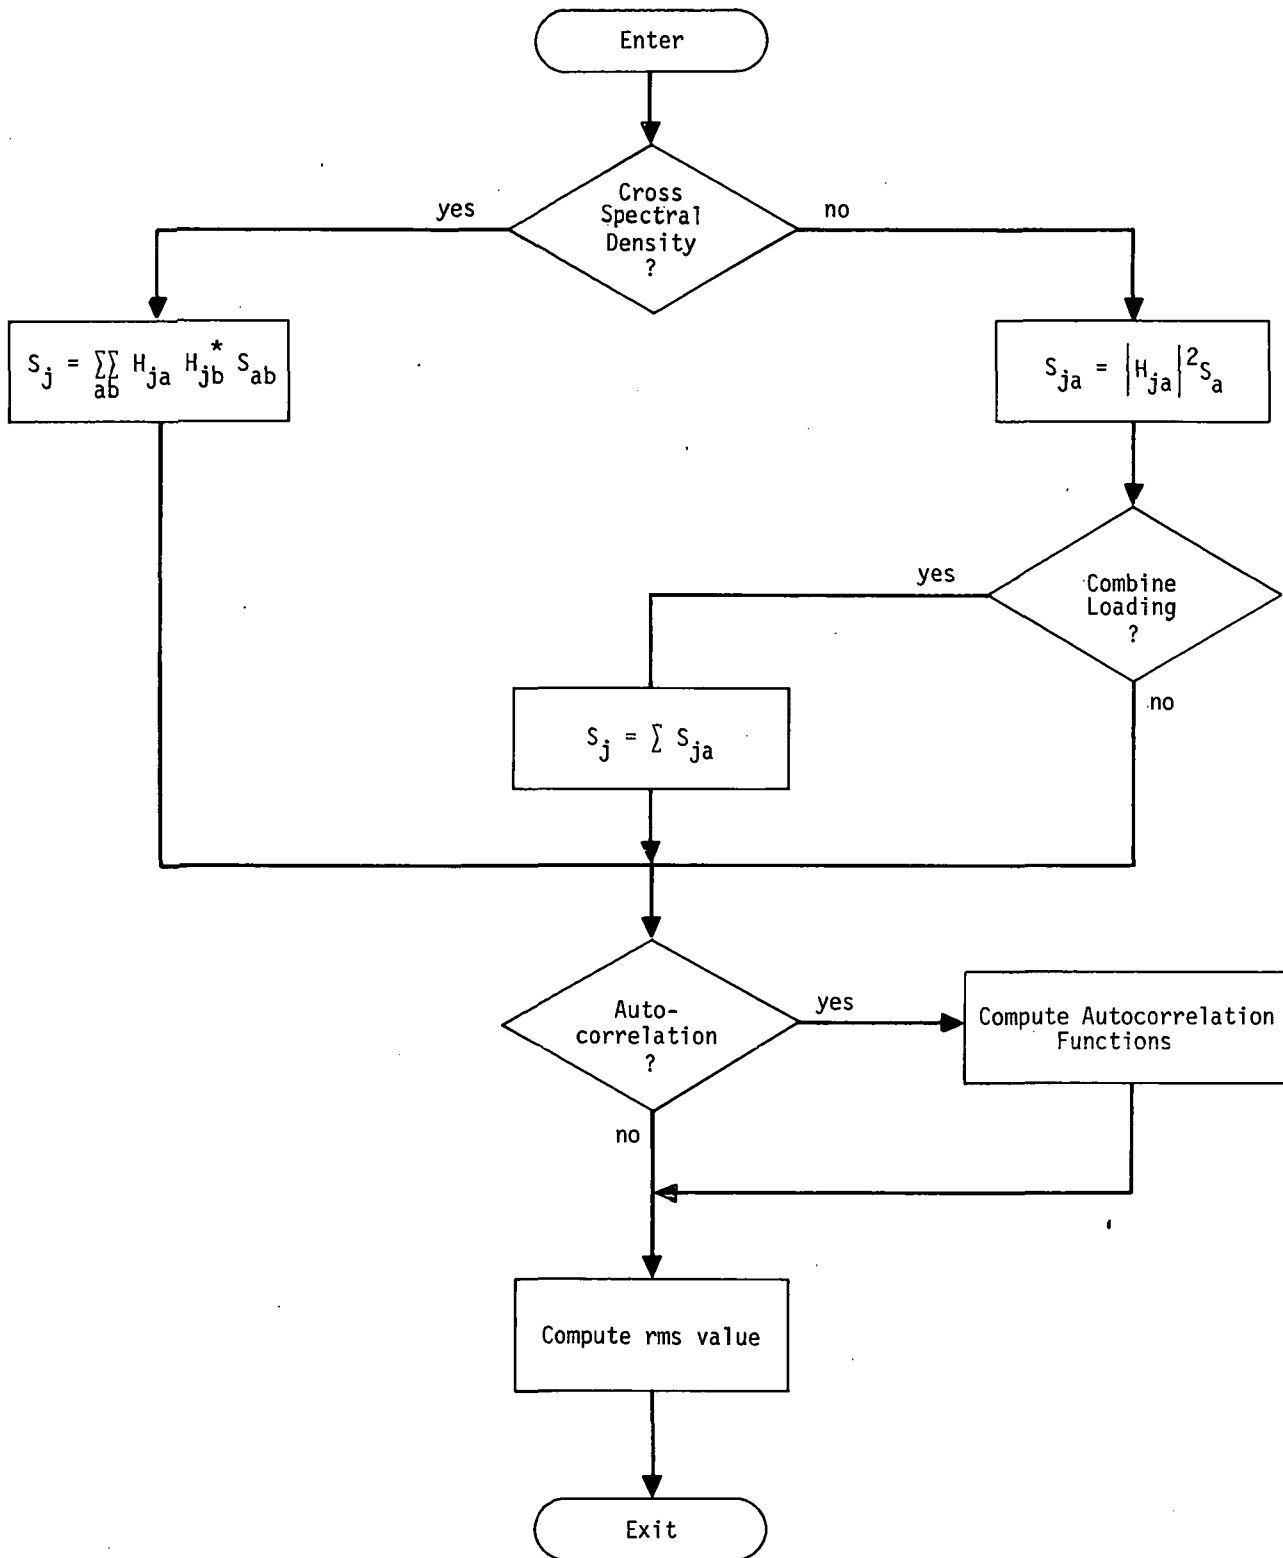 Enter
Cross
Spectral
Density
?
yes
no
S_j = ∑∑_ab H_ja H_jb^* S_ab
S_ja = |H_ja|^2 S_a
Combine
Loading
?
yes
no
S_j = ∑ S_ja
Auto-
correlation
?
yes
no
Compute Autocorrelation
Functions
Compute rms value
Exit